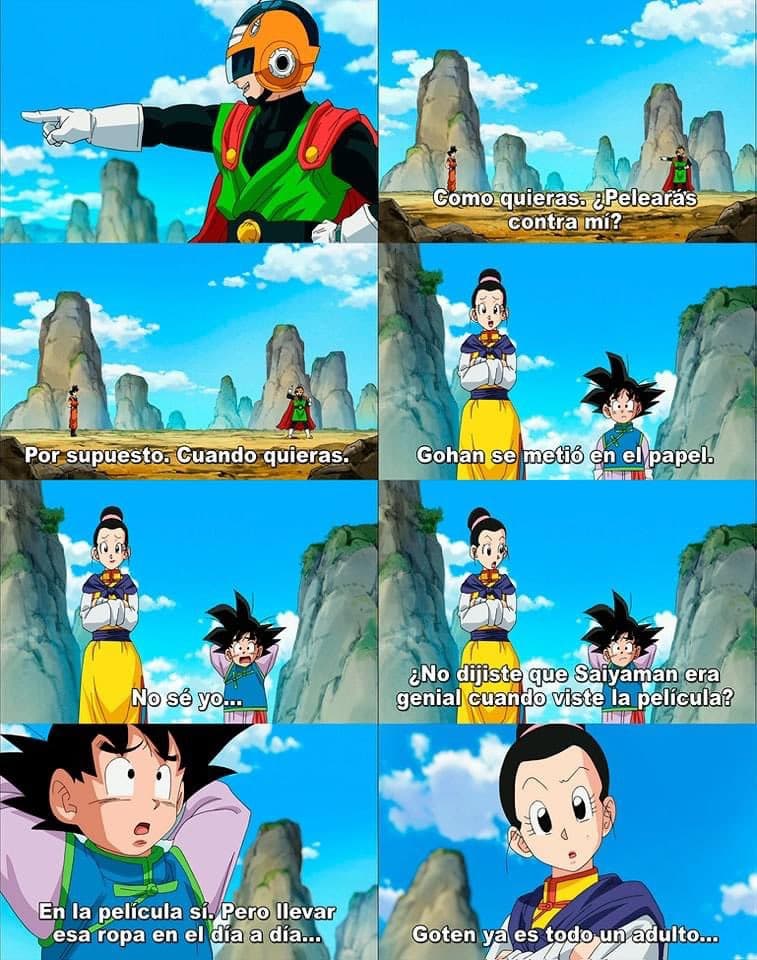 Como quieras. ¿Pelearás
contra mí?
Por supuesto. Cuando quieras.
Gohan se metió en el papel.
No sé yo...
¿No dijiste que Saiyaman era
genial cuando viste la película?
En la película sí. Pero llevar
esa ropa en el día a día...
Goten ya es todo un adulto...